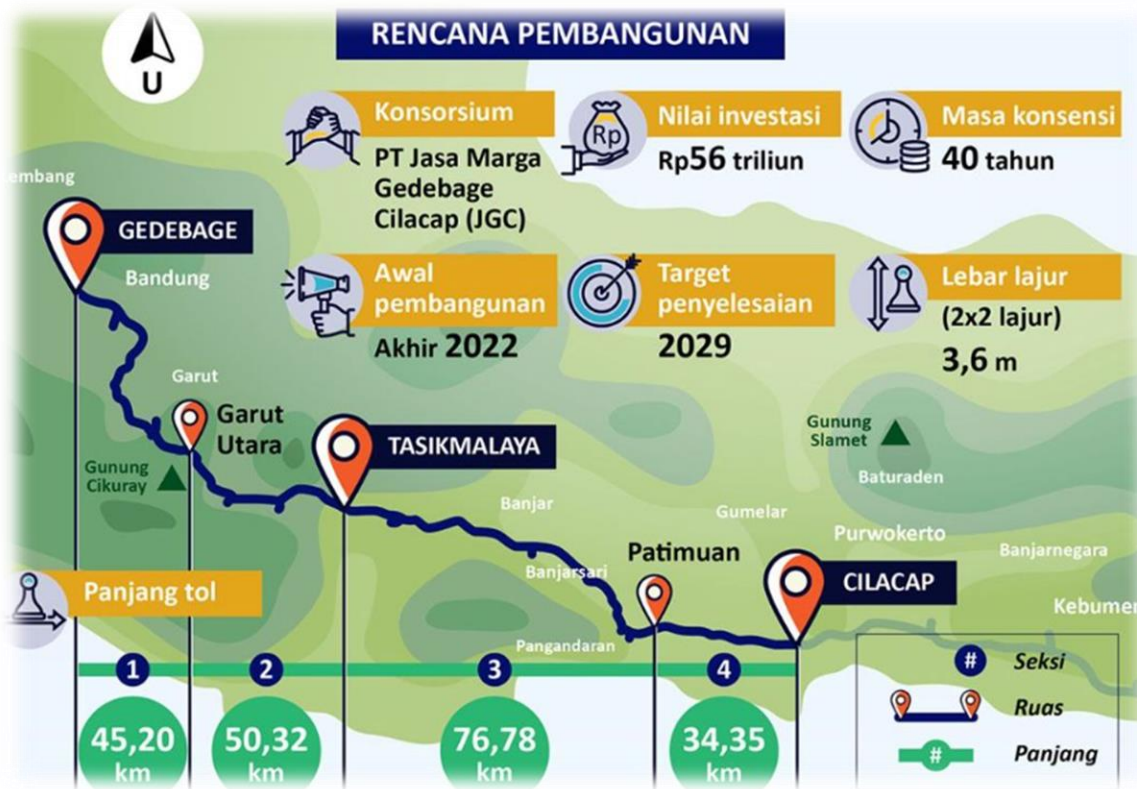 RENCANA PEMBANGUNAN
U
Konsorsium
PT Jasa Marga
Gedebage
Cilacap (JGC)
Nilai investasi
Rp
Rp56 triliun
Masa konsensi
40 tahun
Awal
pembangunan
Akhir 2022
Target
penyelesaian
2029
Lebar lajur
(2x2 lajur)
3,6 m
GEDEBAGE
Bandung
Garut
Garut
Utara
Gunung
Cikuray
TASIKMALAYA
Banjar
Banjarsari
Pangandaran
Patimuan
Gumelar
Gunung
Slamet
Baturaden
Purwokerto
CILACAP
Banjarnegara
Panjang tol
1
2
3
4
45,20
km
50,32
km
76,78
km
34,35
km
# Seksi
Ruas
# Panjang